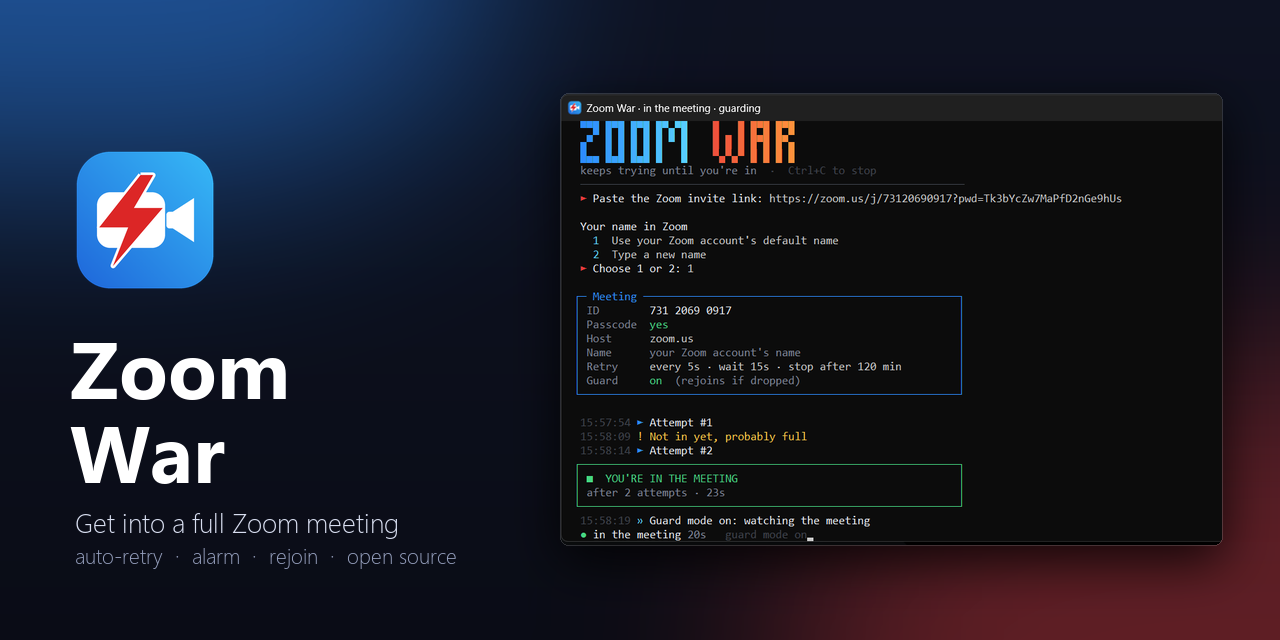 Zoom
War
Get into a full Zoom meeting
auto-retry · alarm · rejoin · open source
Zoom War · in the meeting · guarding
ZOOM WAR
keeps trying until you're in · Ctrl+C to stop
► Paste the Zoom invite link: https://zoom.us/j/73120690917?pwd=Tk3bYcZw7MaPfD2nGe9hUs
Your name in Zoom
1 Use your Zoom account's default name
2 Type a new name
► Choose 1 or 2: 1
Meeting
ID 731 2069 0917
Passcode yes
Host zoom.us
Name your Zoom account's name
Retry every 5s · wait 15s · stop after 120 min
Guard on (rejoins if dropped)
15:57:54 ► Attempt #1
15:58:09 ! Not in yet, probably full
15:58:14 ► Attempt #2
■ YOU'RE IN THE MEETING
after 2 attempts · 23s
15:58:19 » Guard mode on: watching the meeting
● in the meeting 20s guard mode on